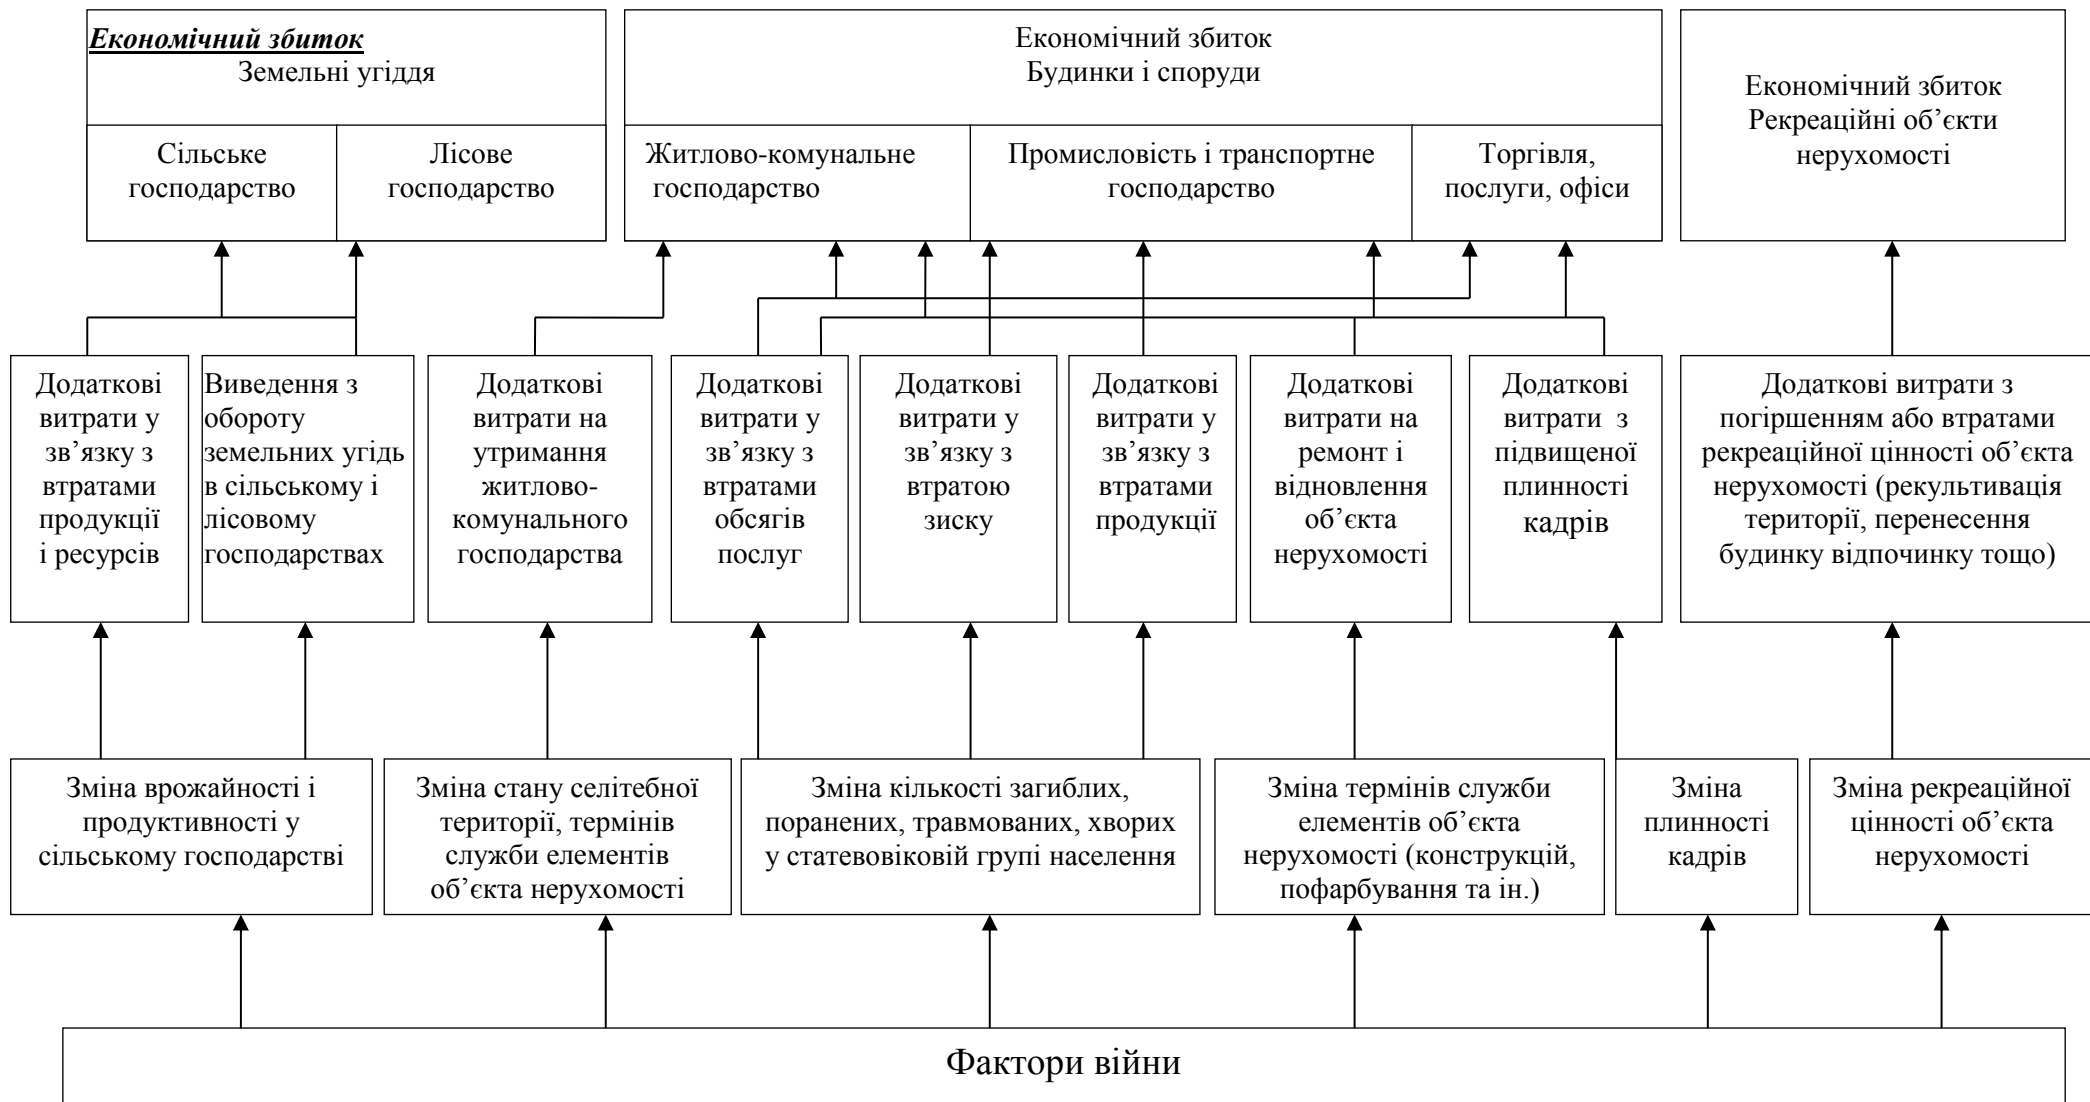 Економічний збиток
Земельні угіддя
Сільське
господарство
Лісове
господарство
Економічний збиток
Будинки і споруди
Житлово-комунальне
господарство
Промисловість і транспортне
господарство
Торгівля,
послуги, офіси
Економічний збиток
Рекреаційні об’єкти
нерухомості
Додаткові
витрати у
зв’язку з
втратами
продукції
і ресурсів
Виведення з
обороту
земельних угідь
в сільському і
лісовому
господарствах
Додаткові
витрати на
утримання
житлово-
комунального
господарства
Додаткові
витрати у
зв’язку з
втратами
обсягів
послуг
Додаткові
витрати у
зв’язку з
втратою
зиску
Додаткові
витрати у
зв’язку з
втратами
продукції
Додаткові
витрати на
ремонт і
відновлення
об’єкта
нерухомості
Додаткові
витрати з
підвищеної
плинності
кадрів
Додаткові витрати з
погіршенням або втратами
рекреаційної цінності об’єкта
нерухомості (рекультивація
території, перенесення
будинку відпочинку тощо)
Зміна врожайності і
продуктивності у
сільському господарстві
Зміна стану селітебної
території, термінів
служби елементів
об’єкта нерухомості
Зміна кількості загиблих,
поранених, травмованих, хворих
у статевовіковій групі населення
Зміна термінів служби
елементів об’єкта
нерухомості (конструкцій,
пофарбування та ін.)
Зміна
плинності
кадрів
Зміна рекреаційної
цінності об’єкта
нерухомості
Фактори війни